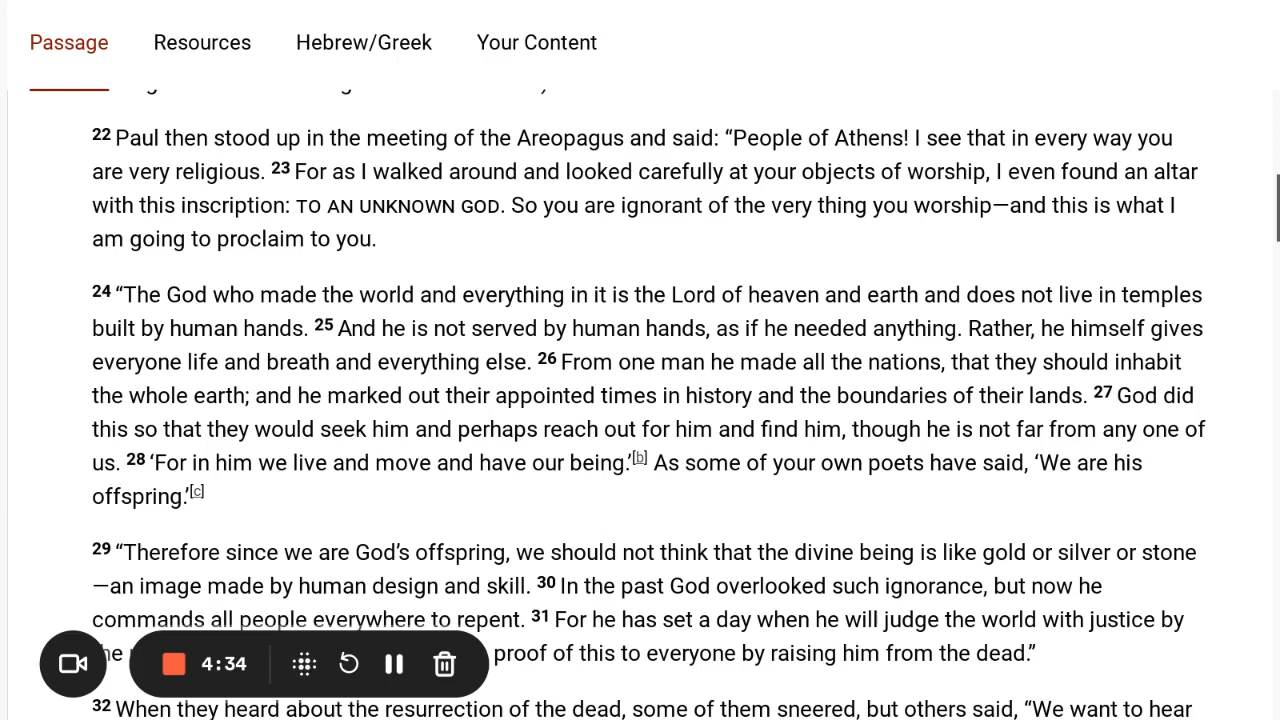 Passage Resources Hebrew/Greek Your Content
22 Paul then stood up in the meeting of the Areopagus and said: “People of Athens! I see that in every way you
are very religious. 23 For as I walked around and looked carefully at your objects of worship, I even found an altar
with this inscription: TO AN UNKNOWN GOD. So you are ignorant of the very thing you worship—and this is what I
am going to proclaim to you.
24 “The God who made the world and everything in it is the Lord of heaven and earth and does not live in temples
built by human hands. 25 And he is not served by human hands, as if he needed anything. Rather, he himself gives
everyone life and breath and everything else. 26 From one man he made all the nations, that they should inhabit
the whole earth; and he marked out their appointed times in history and the boundaries of their lands. 27 God did
this so that they would seek him and perhaps reach out for him and find him, though he is not far from any one of
us. 28 ‘For in him we live and move and have our being.’[b] As some of your own poets have said, ‘We are his
offspring.’[c]
29 “Therefore since we are God’s offspring, we should not think that the divine being is like gold or silver or stone
—an image made by human design and skill. 30 In the past God overlooked such ignorance, but now he
commands all people everywhere to repent. 31 For he has set a day when he will judge the world with justice by
proof of this to everyone by raising him from the dead.”
4:34
32 When they heard about the resurrection of the dead, some of them sneered, but others said, “We want to hear